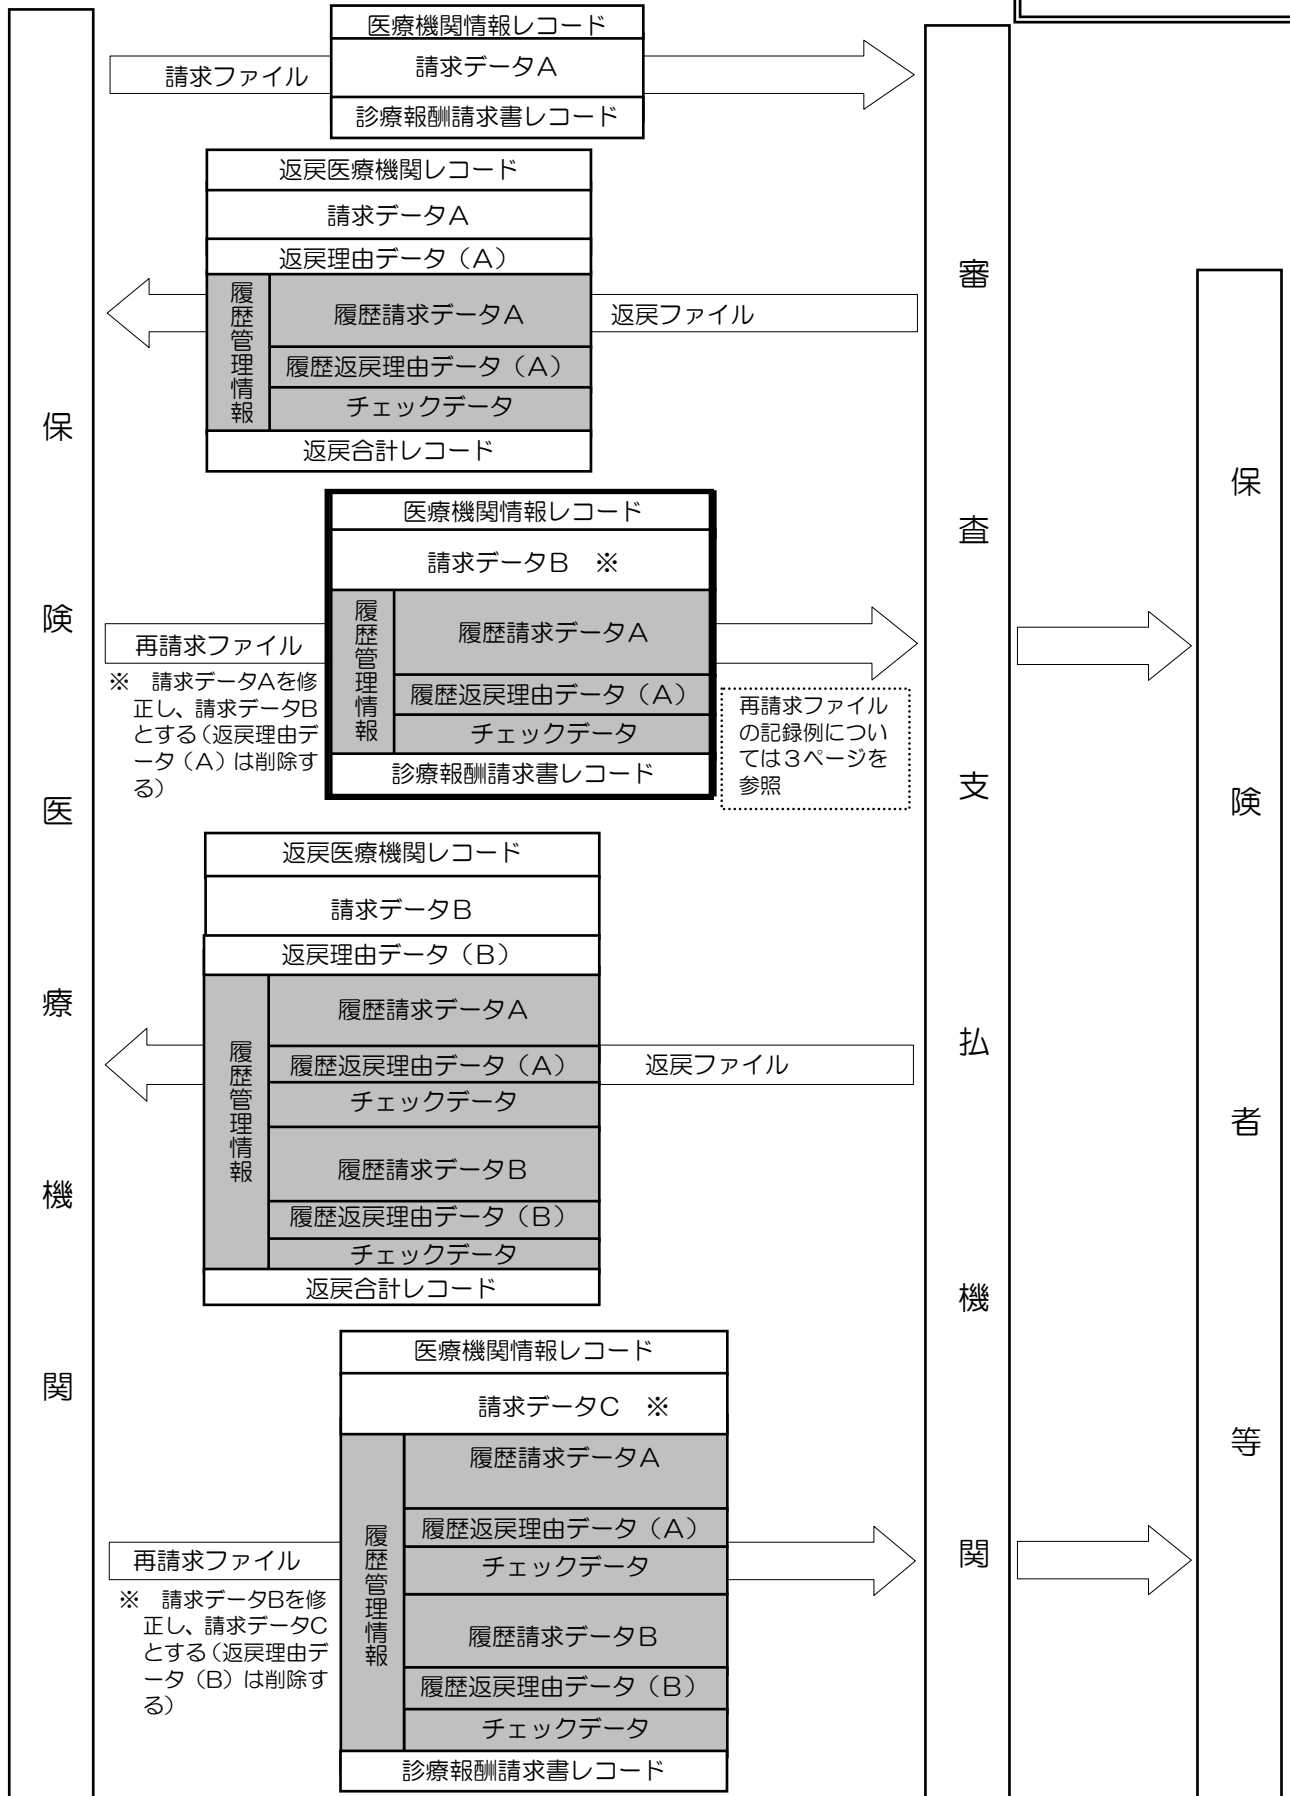 医療機関情報レコード
請求ファイル
請求データA
診療報酬請求書レコード
返戻医療機関レコード
請求データA
返戻理由データ（A）
履歴管理情報
履歴請求データA
履歴返戻理由データ（A）
チェックデータ
返戻合計レコード
返戻ファイル
医療機関情報レコード
請求データB　※
履歴管理情報
履歴請求データA
履歴返戻理由データ（A）
チェックデータ
診療報酬請求書レコード
再請求ファイル
※　請求データAを修
正し、請求データB
とする（返戻理由デ
ータ（A）は削除す
る）
再請求ファイル
の記録例につい
ては３ページを
参照
返戻医療機関レコード
請求データB
返戻理由データ（B）
履歴管理情報
履歴請求データA
履歴返戻理由データ（A）
チェックデータ
履歴請求データB
履歴返戻理由データ（B）
チェックデータ
返戻合計レコード
返戻ファイル
医療機関情報レコード
請求データC　※
履歴管理情報
履歴請求データA
履歴返戻理由データ（A）
チェックデータ
履歴請求データB
履歴返戻理由データ（B）
チェックデータ
診療報酬請求書レコード
再請求ファイル
※　請求データBを修
正し、請求データC
とする（返戻理由デ
ータ（B）は削除す
る）
保険医療機関
審査支払機関
保険者等